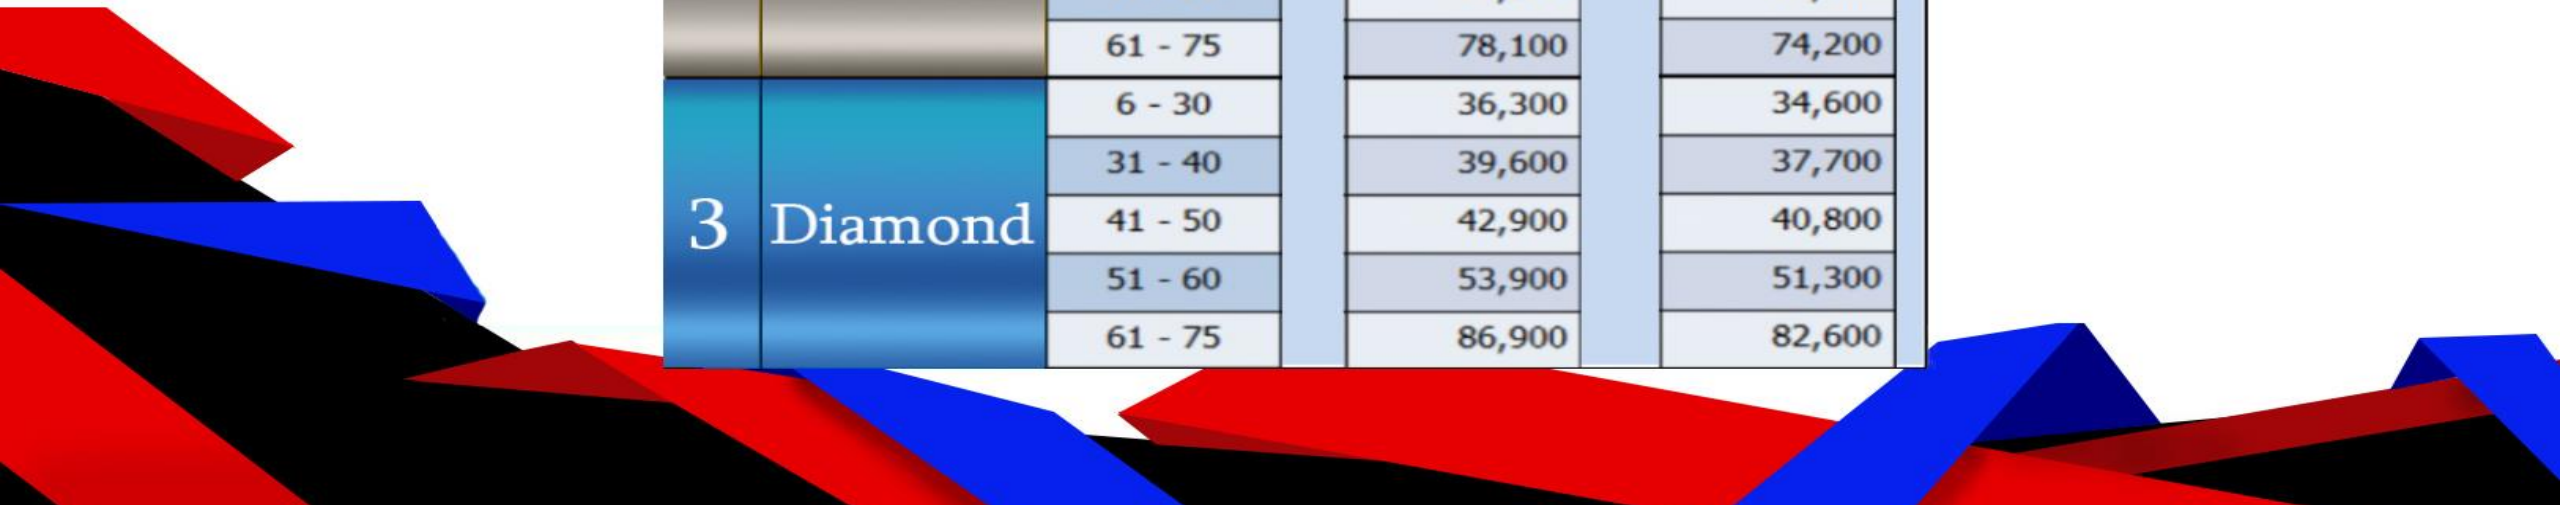 61 - 75 78,100 74,200
6 - 30 36,300 34,600
31 - 40 39,600 37,700
3 Diamond 41 - 50 42,900 40,800
51 - 60 53,900 51,300
61 - 75 86,900 82,600